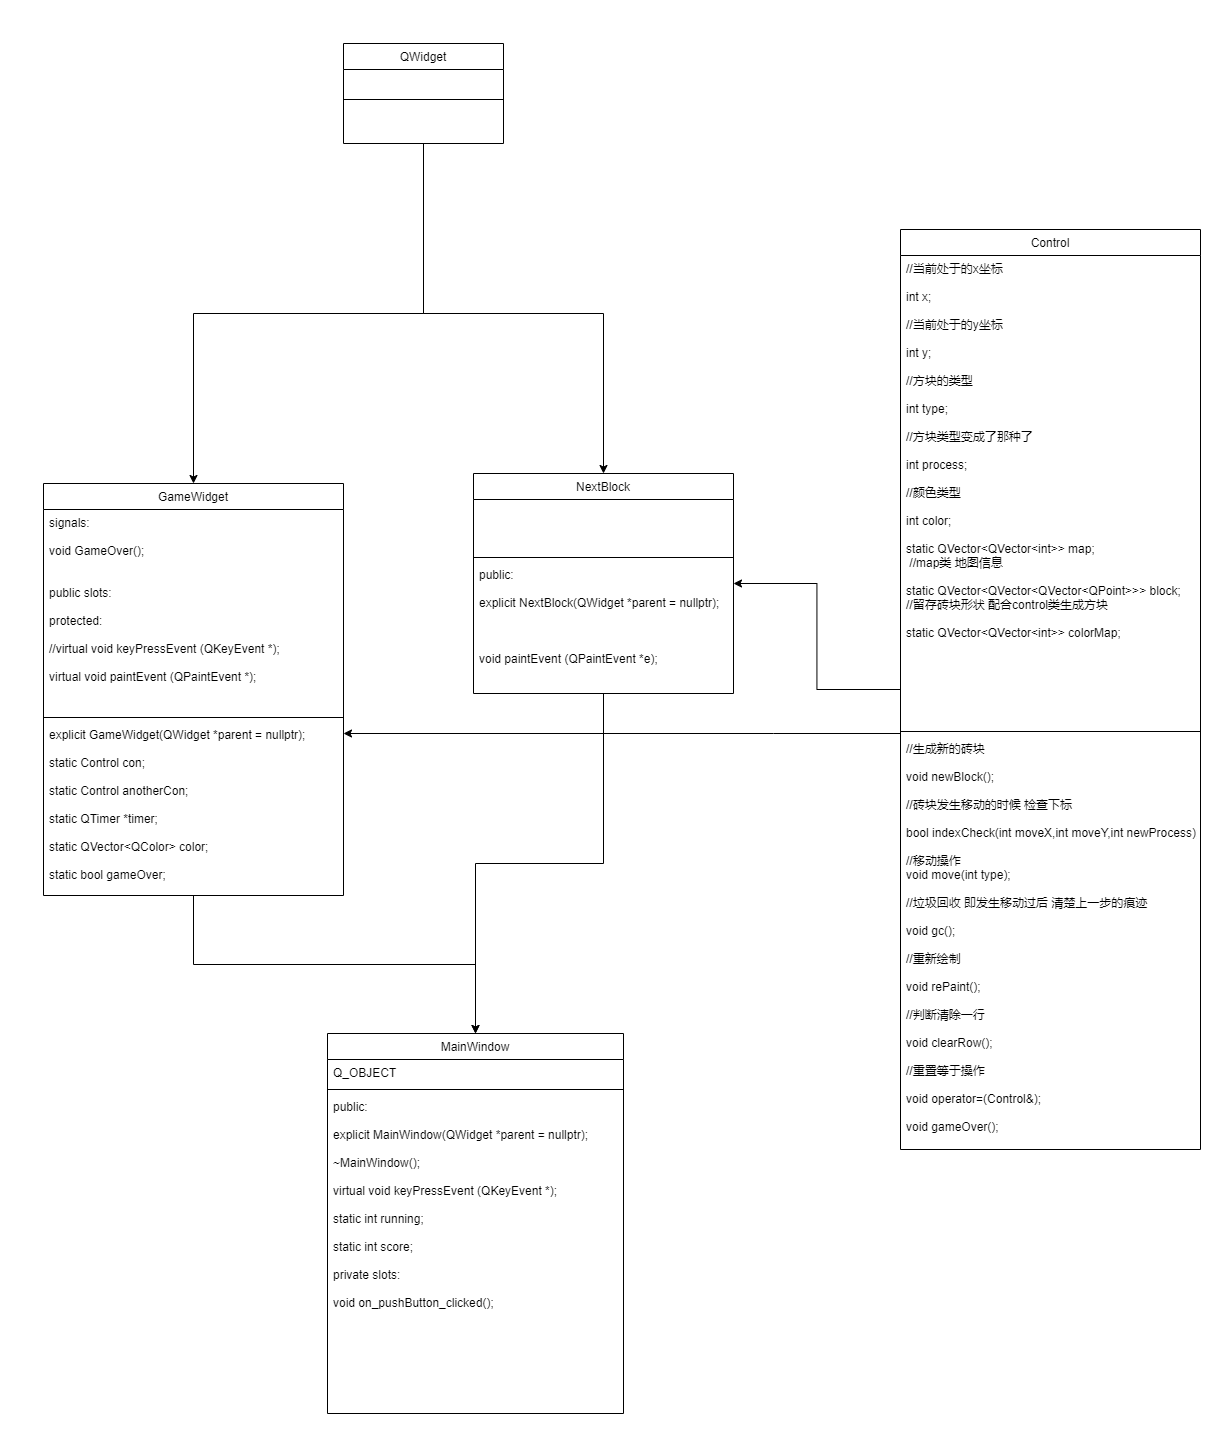 QWidget
Control
//当前处于的x坐标
int x;
//当前处于的y坐标
int y;
//方块的类型
int type;
//方块类型变成了那种了
int process;
//颜色类型
int color;
static QVector<QVector<int>> map;
//map类 地图信息
static QVector<QVector<QVector<QPoint>>> block;
//留存砖块形状 配合control类生成方块
static QVector<QVector<int>> colorMap;
//生成新的砖块
void newBlock();
//砖块发生移动的时候 检查下标
bool indexCheck(int moveX,int moveY,int newProcess)
//移动操作
void move(int type);
//垃圾回收 即发生移动过后 清楚上一步的痕迹
void gc();
//重新绘制
void rePaint();
//判断清除一行
void clearRow();
//重置等于操作
void operator=(Control&);
void gameOver();
GameWidget
signals:
void GameOver();
public slots:
protected:
//virtual void keyPressEvent (QKeyEvent *);
virtual void paintEvent (QPaintEvent *);
explicit GameWidget(QWidget *parent = nullptr);
static Control con;
static Control anotherCon;
static QTimer *timer;
static QVector<QColor> color;
static bool gameOver;
NextBlock
public:
explicit NextBlock(QWidget *parent = nullptr);
void paintEvent (QPaintEvent *e);
MainWindow
Q_OBJECT
public:
explicit MainWindow(QWidget *parent = nullptr);
~MainWindow();
virtual void keyPressEvent (QKeyEvent *);
static int running;
static int score;
private slots:
void on_pushButton_clicked();